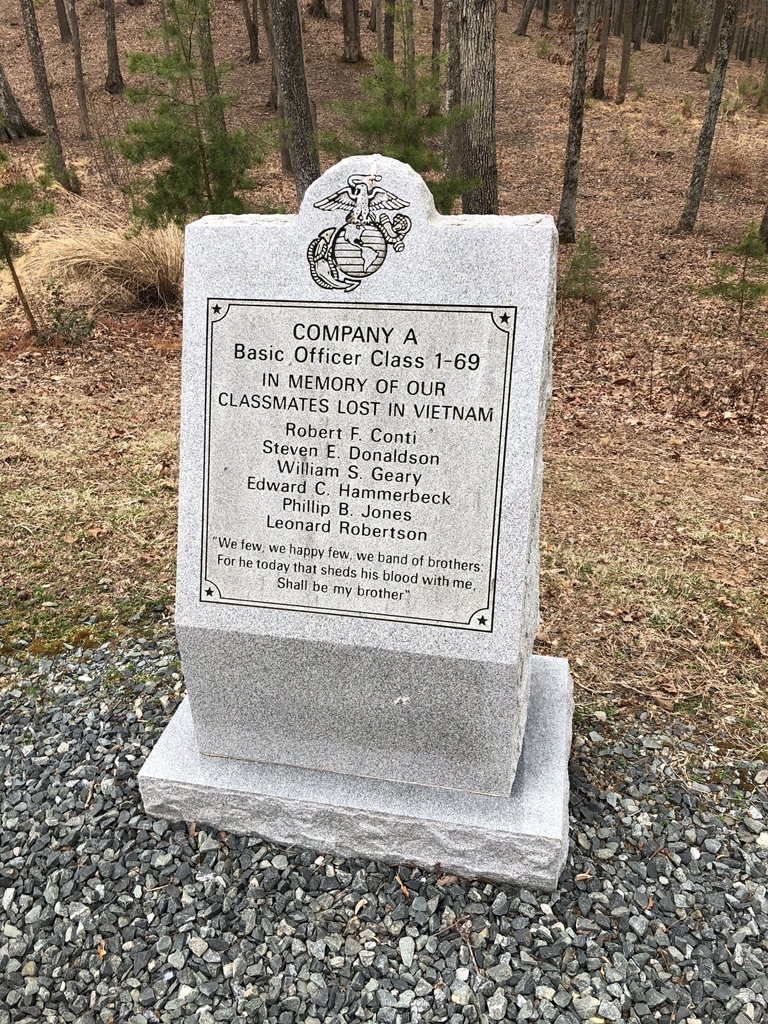 COMPANY A
Basic Officer Class 1-69
IN MEMORY OF OUR
CLASSMATES LOST IN VIETNAM
Robert F. Conti
Steven E. Donaldson
William S. Geary
Edward C. Hammerbeck
Phillip B. Jones
Leonard Robertson
"We few, we happy few, we band of brothers:
For he today that sheds his blood with me,
Shall be my brother"